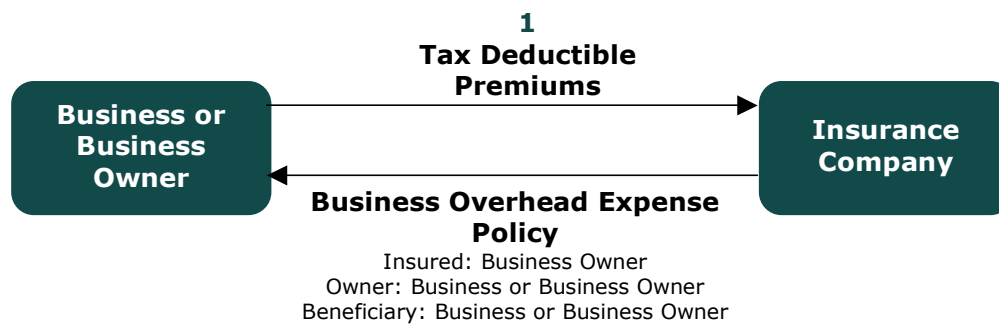 1
Tax Deductible
Premiums
Business or
Business
Owner
Insurance
Company
Business Overhead Expense
Policy
Insured: Business Owner
Owner: Business or Business Owner
Beneficiary: Business or Business Owner